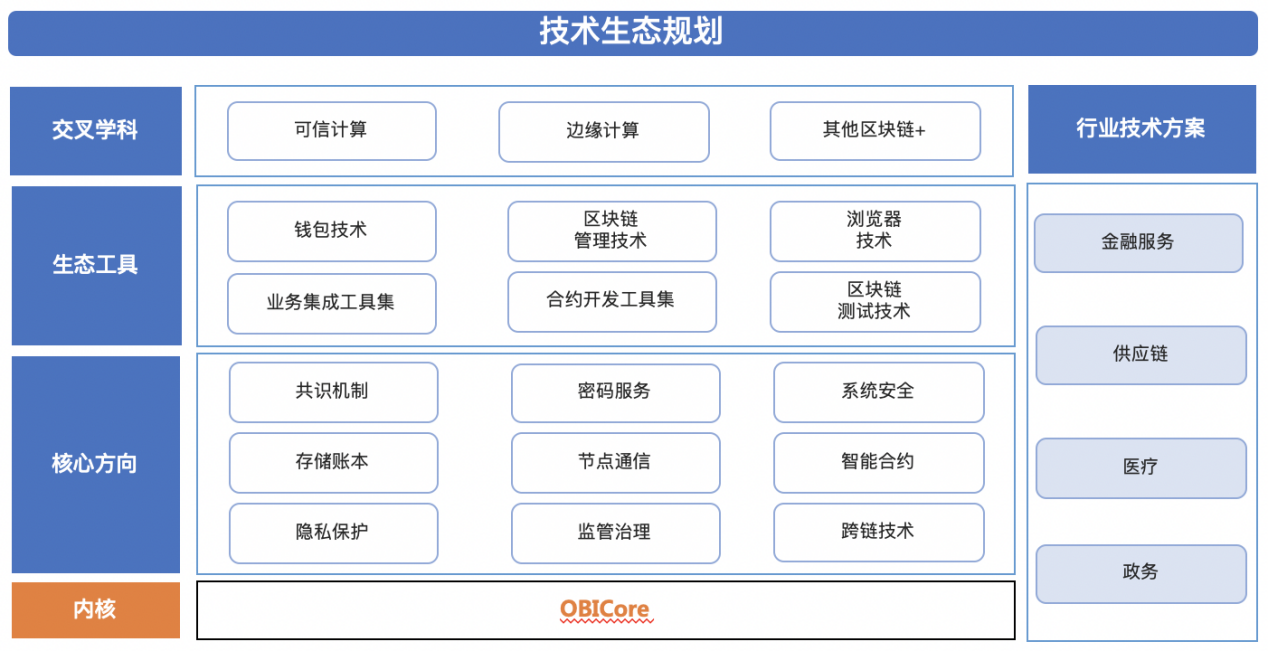 技术生态规划
交叉学科
可信计算
边缘计算
其他区块链+
行业技术方案
生态工具
钱包技术
区块链
管理技术
浏览器
技术
业务集成工具集
合约开发工具集
区块链
测试技术
核心方向
共识机制
密码服务
系统安全
存储账本
节点通信
智能合约
隐私保护
监管治理
跨链技术
内核
OBICore
金融服务
供应链
医疗
政务